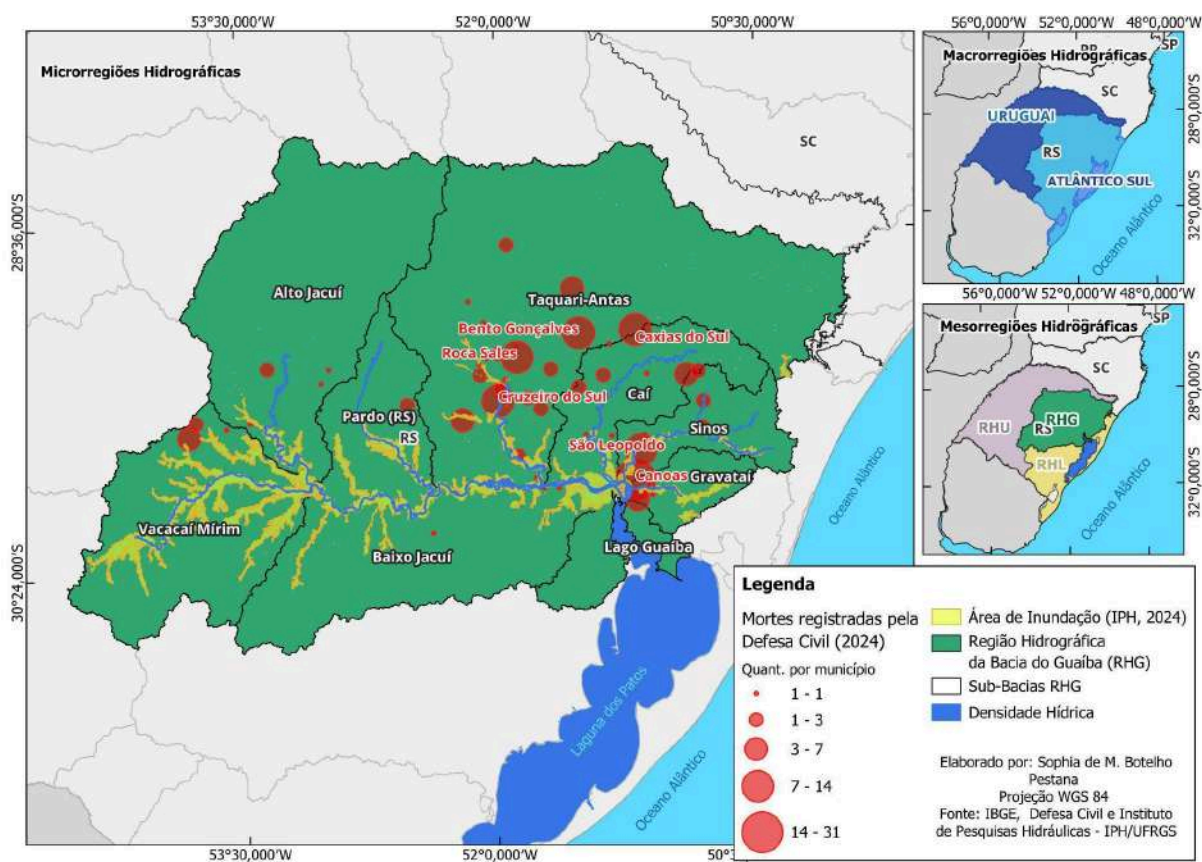 53°30,000'W
52°0,000'W
50°30,000'W
Microrregiões Hidrográficas
SC
28°36,000'S
Alto Jacuí
Taquari-Antas
Bento Gonçalves
Caxias do Sul
Roca Sales
Cruzeiro do Sul
Caí
Pardo (RS)
RS
Sinos
São Leopoldo
Canoas
Gravataí
Vacacaí Mírim
Baixo Jacuí
Lago Guaíba
30°24,000'S
Oceano Atlântico
Laguna dos Patos
Oceano Atlântico
53°30,000'W
52°0,000'W
50°3
56°0,000'W
52°0,000'W
48°0,000'W
SP
Macrorregiões Hidrográficas
SC
URUGUAI
RS
ATLÂNTICO SUL
Oceano Atlântico
28°0,000'S
32°0,000'S
56°0,000'W
52°0,000'W
48°0,000'W
SP
Mesorregiões Hidrográficas
SC
RHG
RHU
RS
RHL
Oceano Atlântico
28°0,000'S
32°0,000'S
Legenda
Mortes registradas pela
Defesa Civil (2024)
Quant. por município
1 - 1
1 - 3
3 - 7
7 - 14
14 - 31
Área de Inundação (IPH, 2024)
Região Hidrográfica
da Bacia do Guaíba (RHG)
Sub-Bacias RHG
Densidade Hídrica
Elaborado por: Sophia de M. Botelho
Pestana
Projeção WGS 84
Fonte: IBGE, Defesa Civil e Instituto
de Pesquisas Hidráulicas - IPH/UFRGS